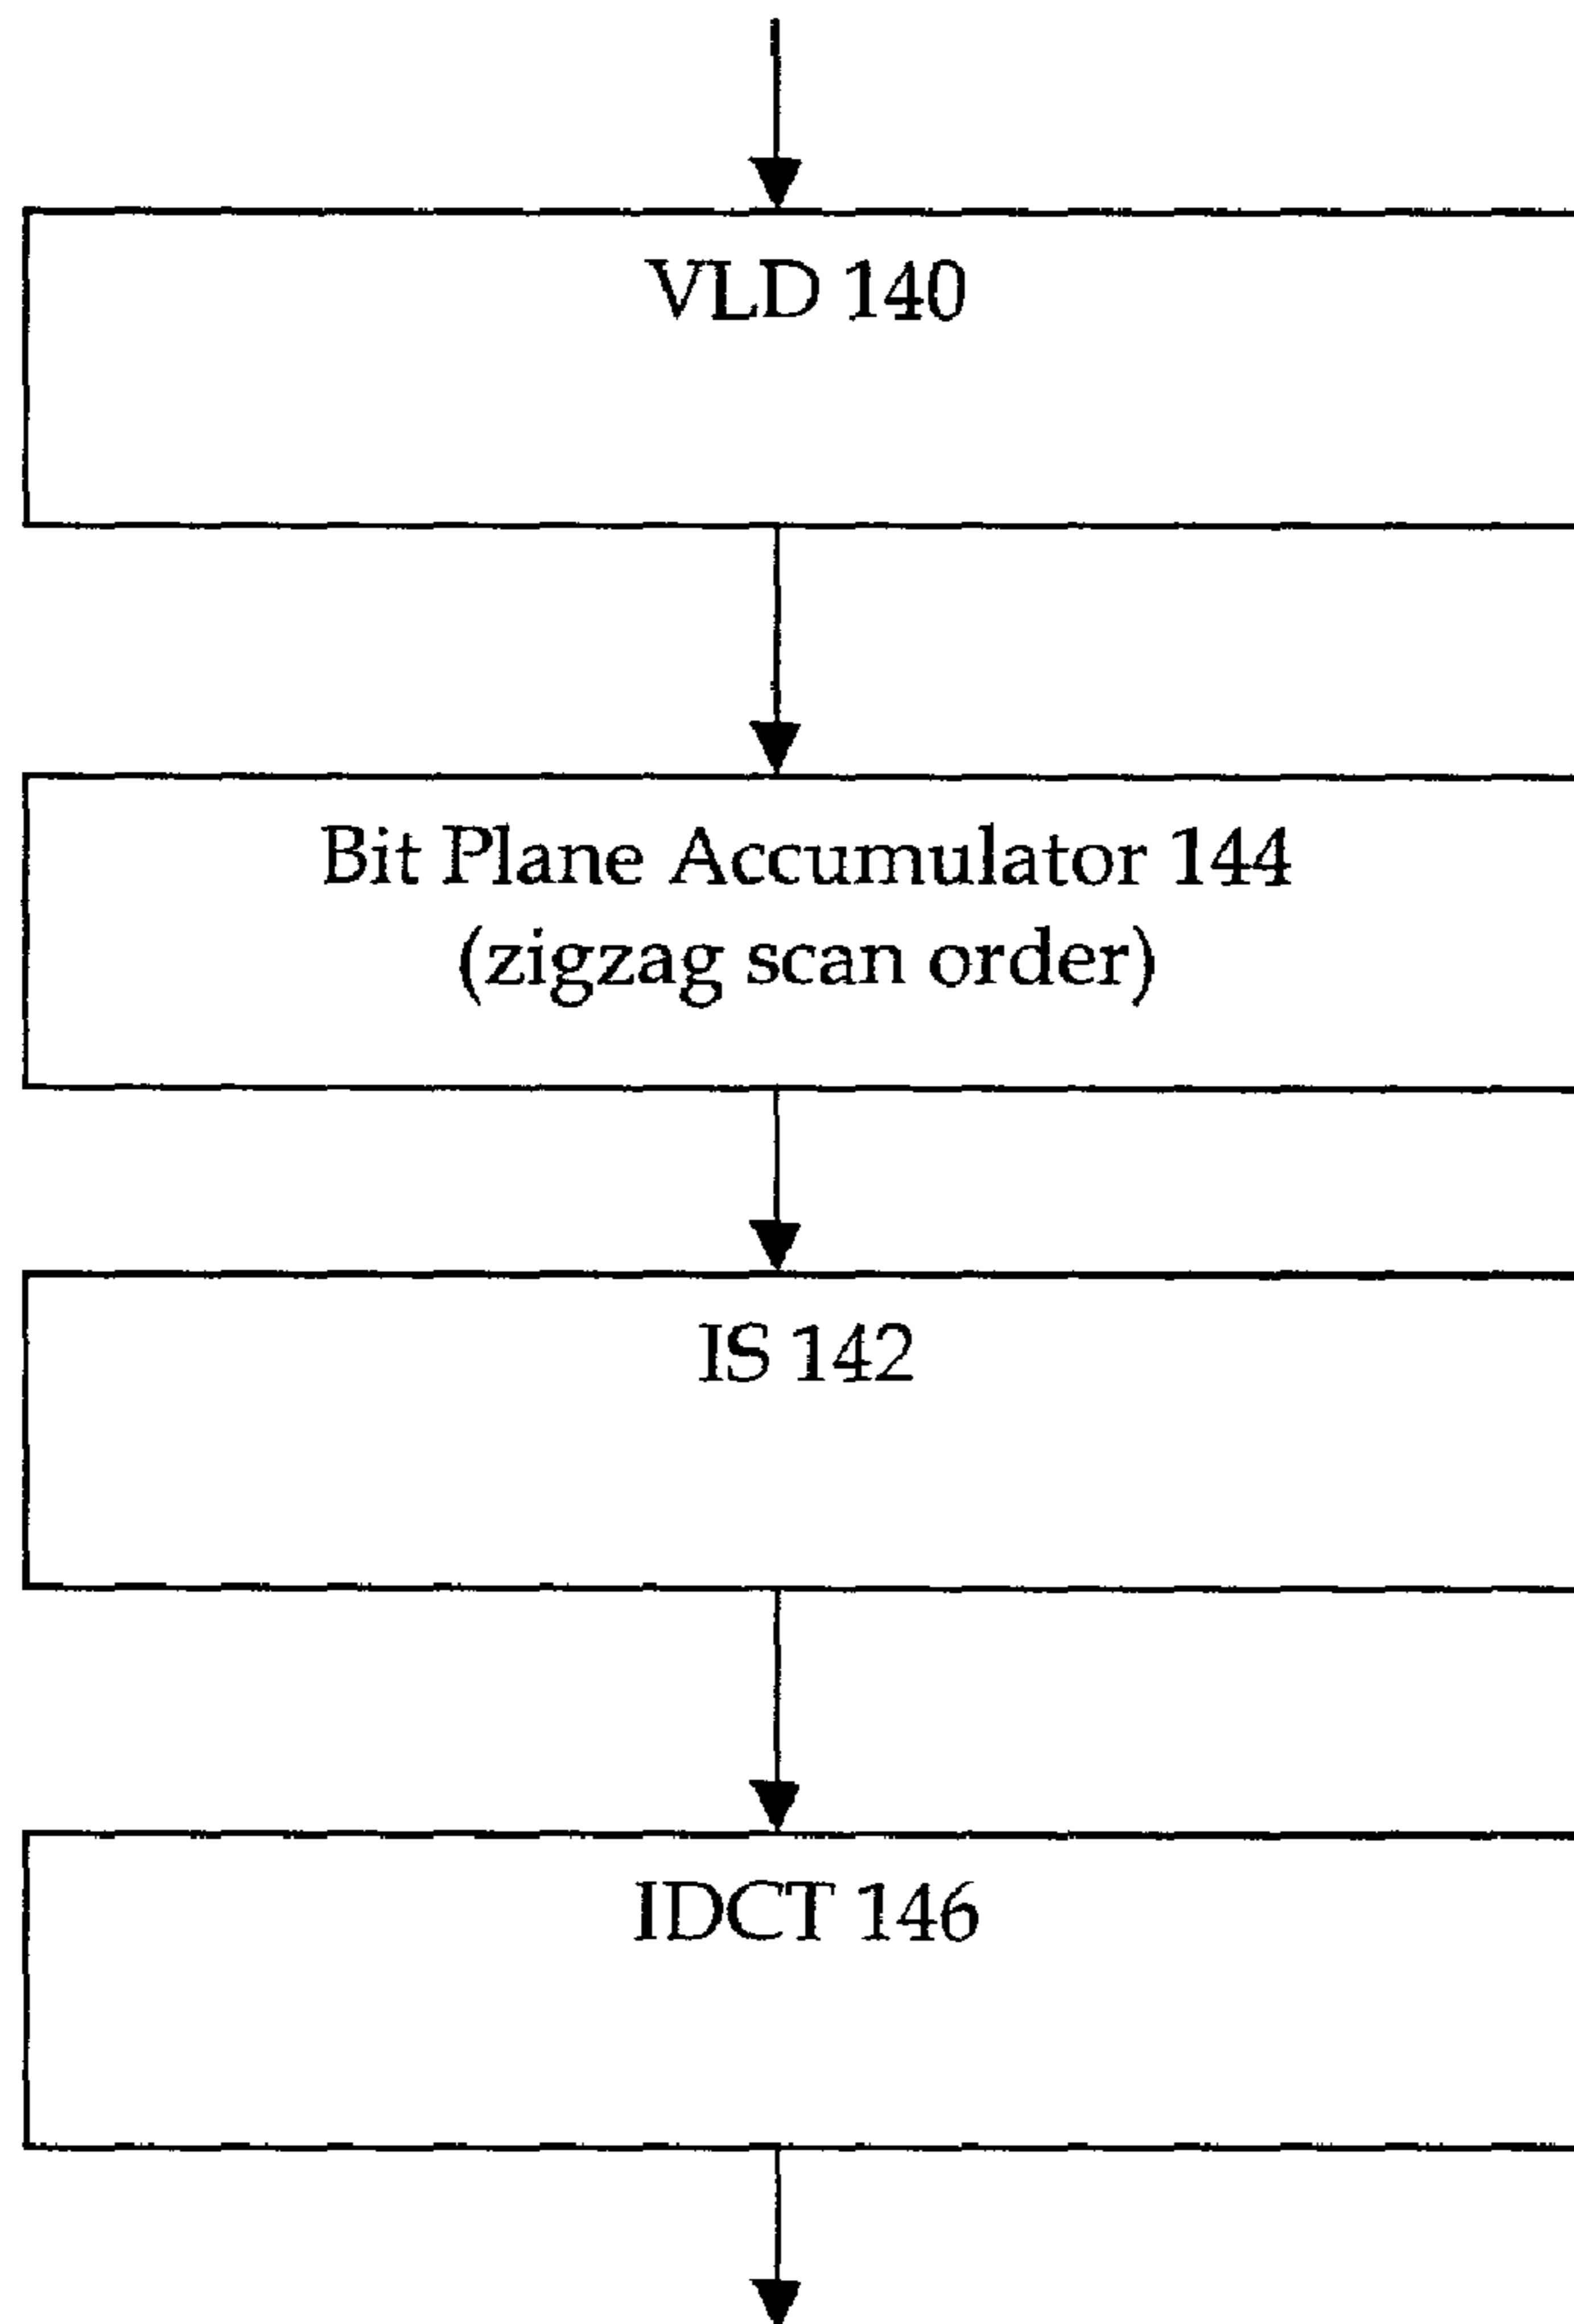 VLD 140
Bit Plane Accumulator 144
(zigzag scan order)
IS 142
IDCT 146